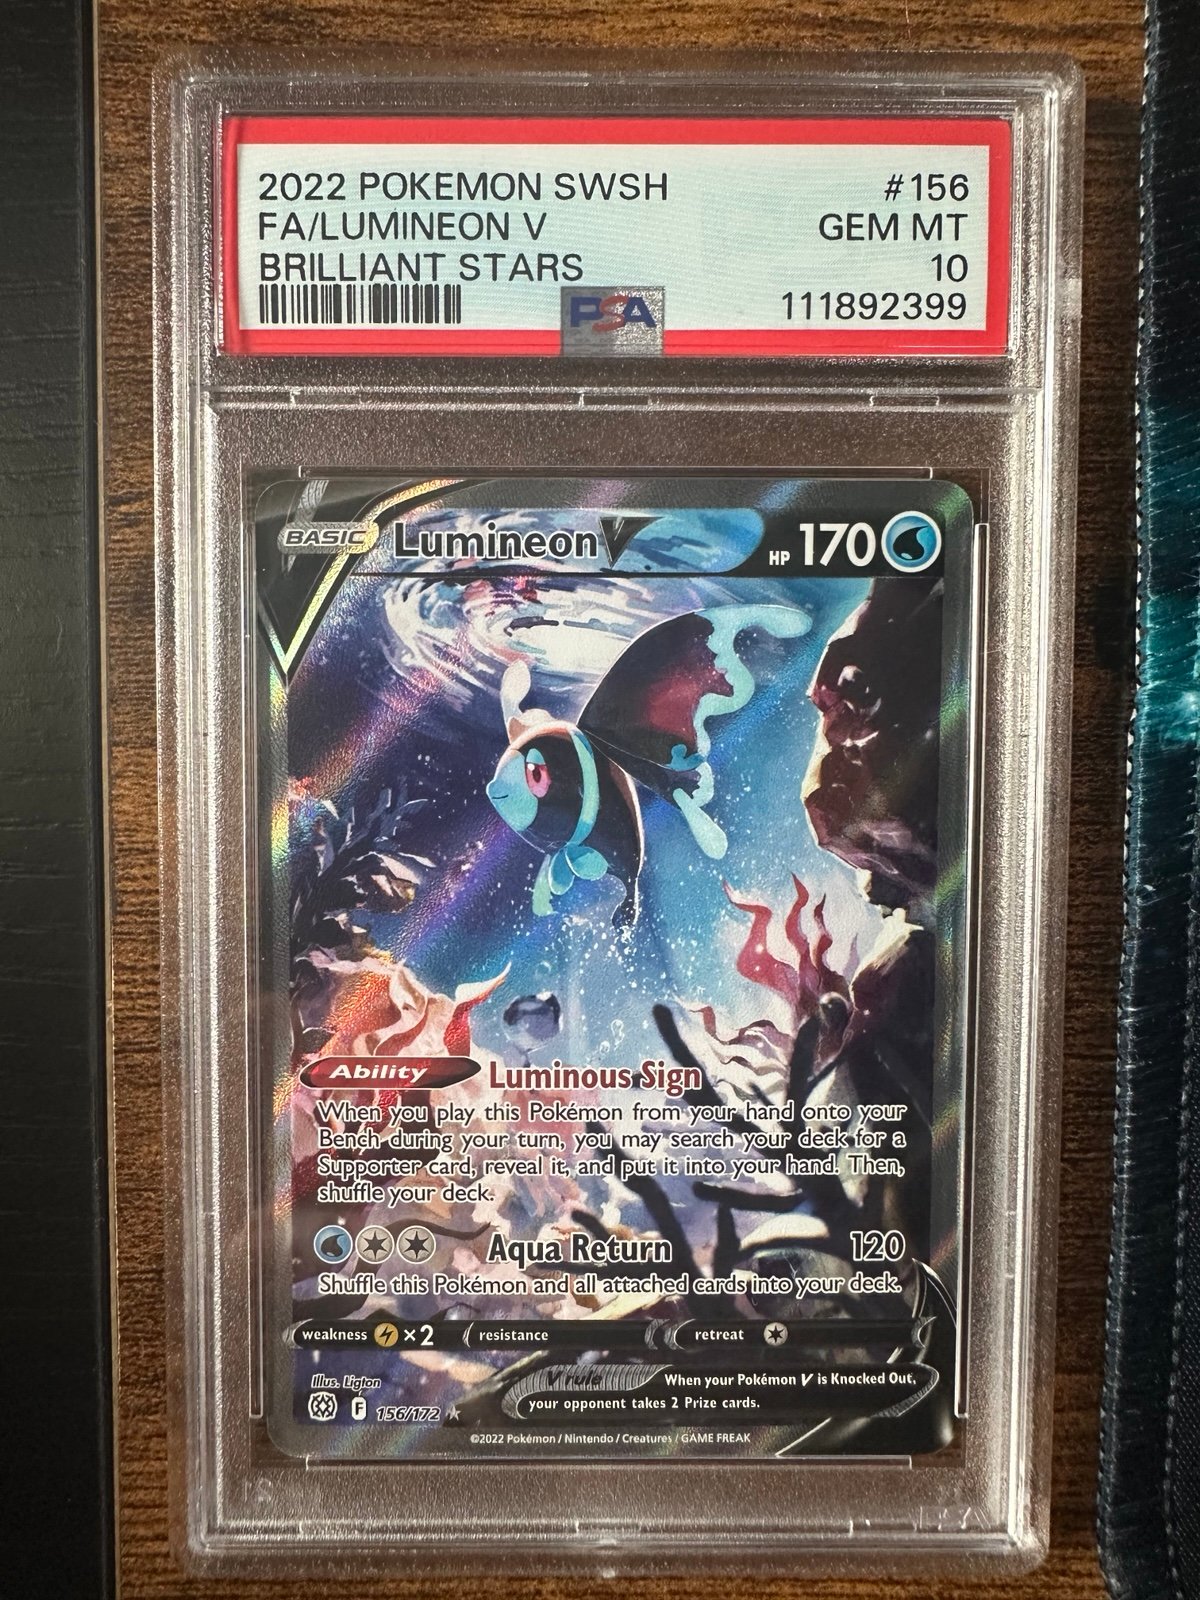 2022 POKEMON SWSH #156
FA/LUMINEON V GEM MT
BRILLIANT STARS 10
PSA 111892399
BASIC Lumineon V HP 170
Ability Luminous Sign
When you play this Pokémon from your hand onto your
Bench during your turn, you may search your deck for a
Supporter card, reveal it, and put it into your hand. Then,
shuffle your deck.
Aqua Return 120
Shuffle this Pokémon and all attached cards into your deck.
weakness ×2 resistance retreat
V rule When your Pokémon V is Knocked Out,
your opponent takes 2 Prize cards.
Illus. Ligton
F 156/172
©2022 Pokémon / Nintendo / Creatures / GAME FREAK